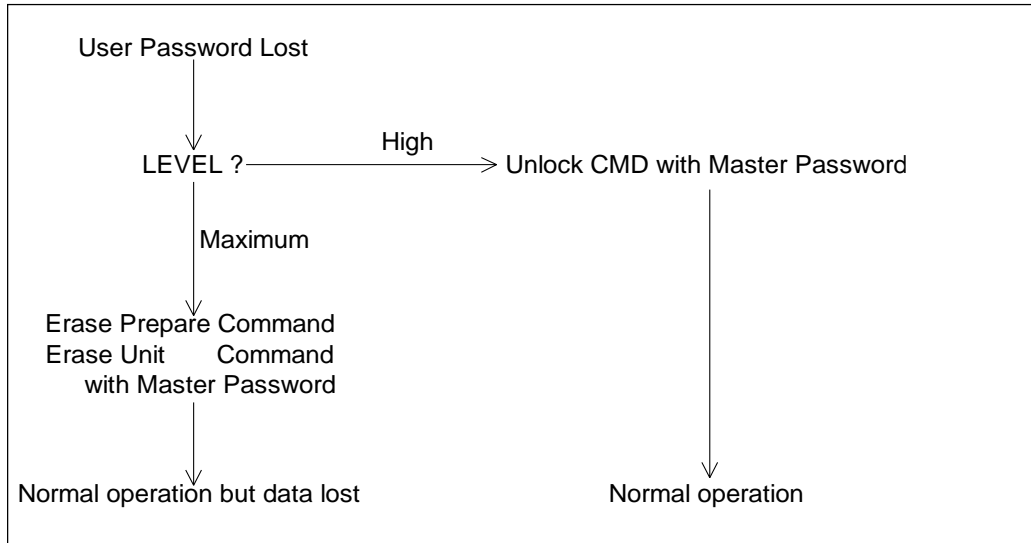 User Password Lost
High
LEVEL ?
Unlock CMD with Master Password
Maximum
Erase Prepare Command
Erase Unit Command
with Master Password
Normal operation but data lost
Normal operation